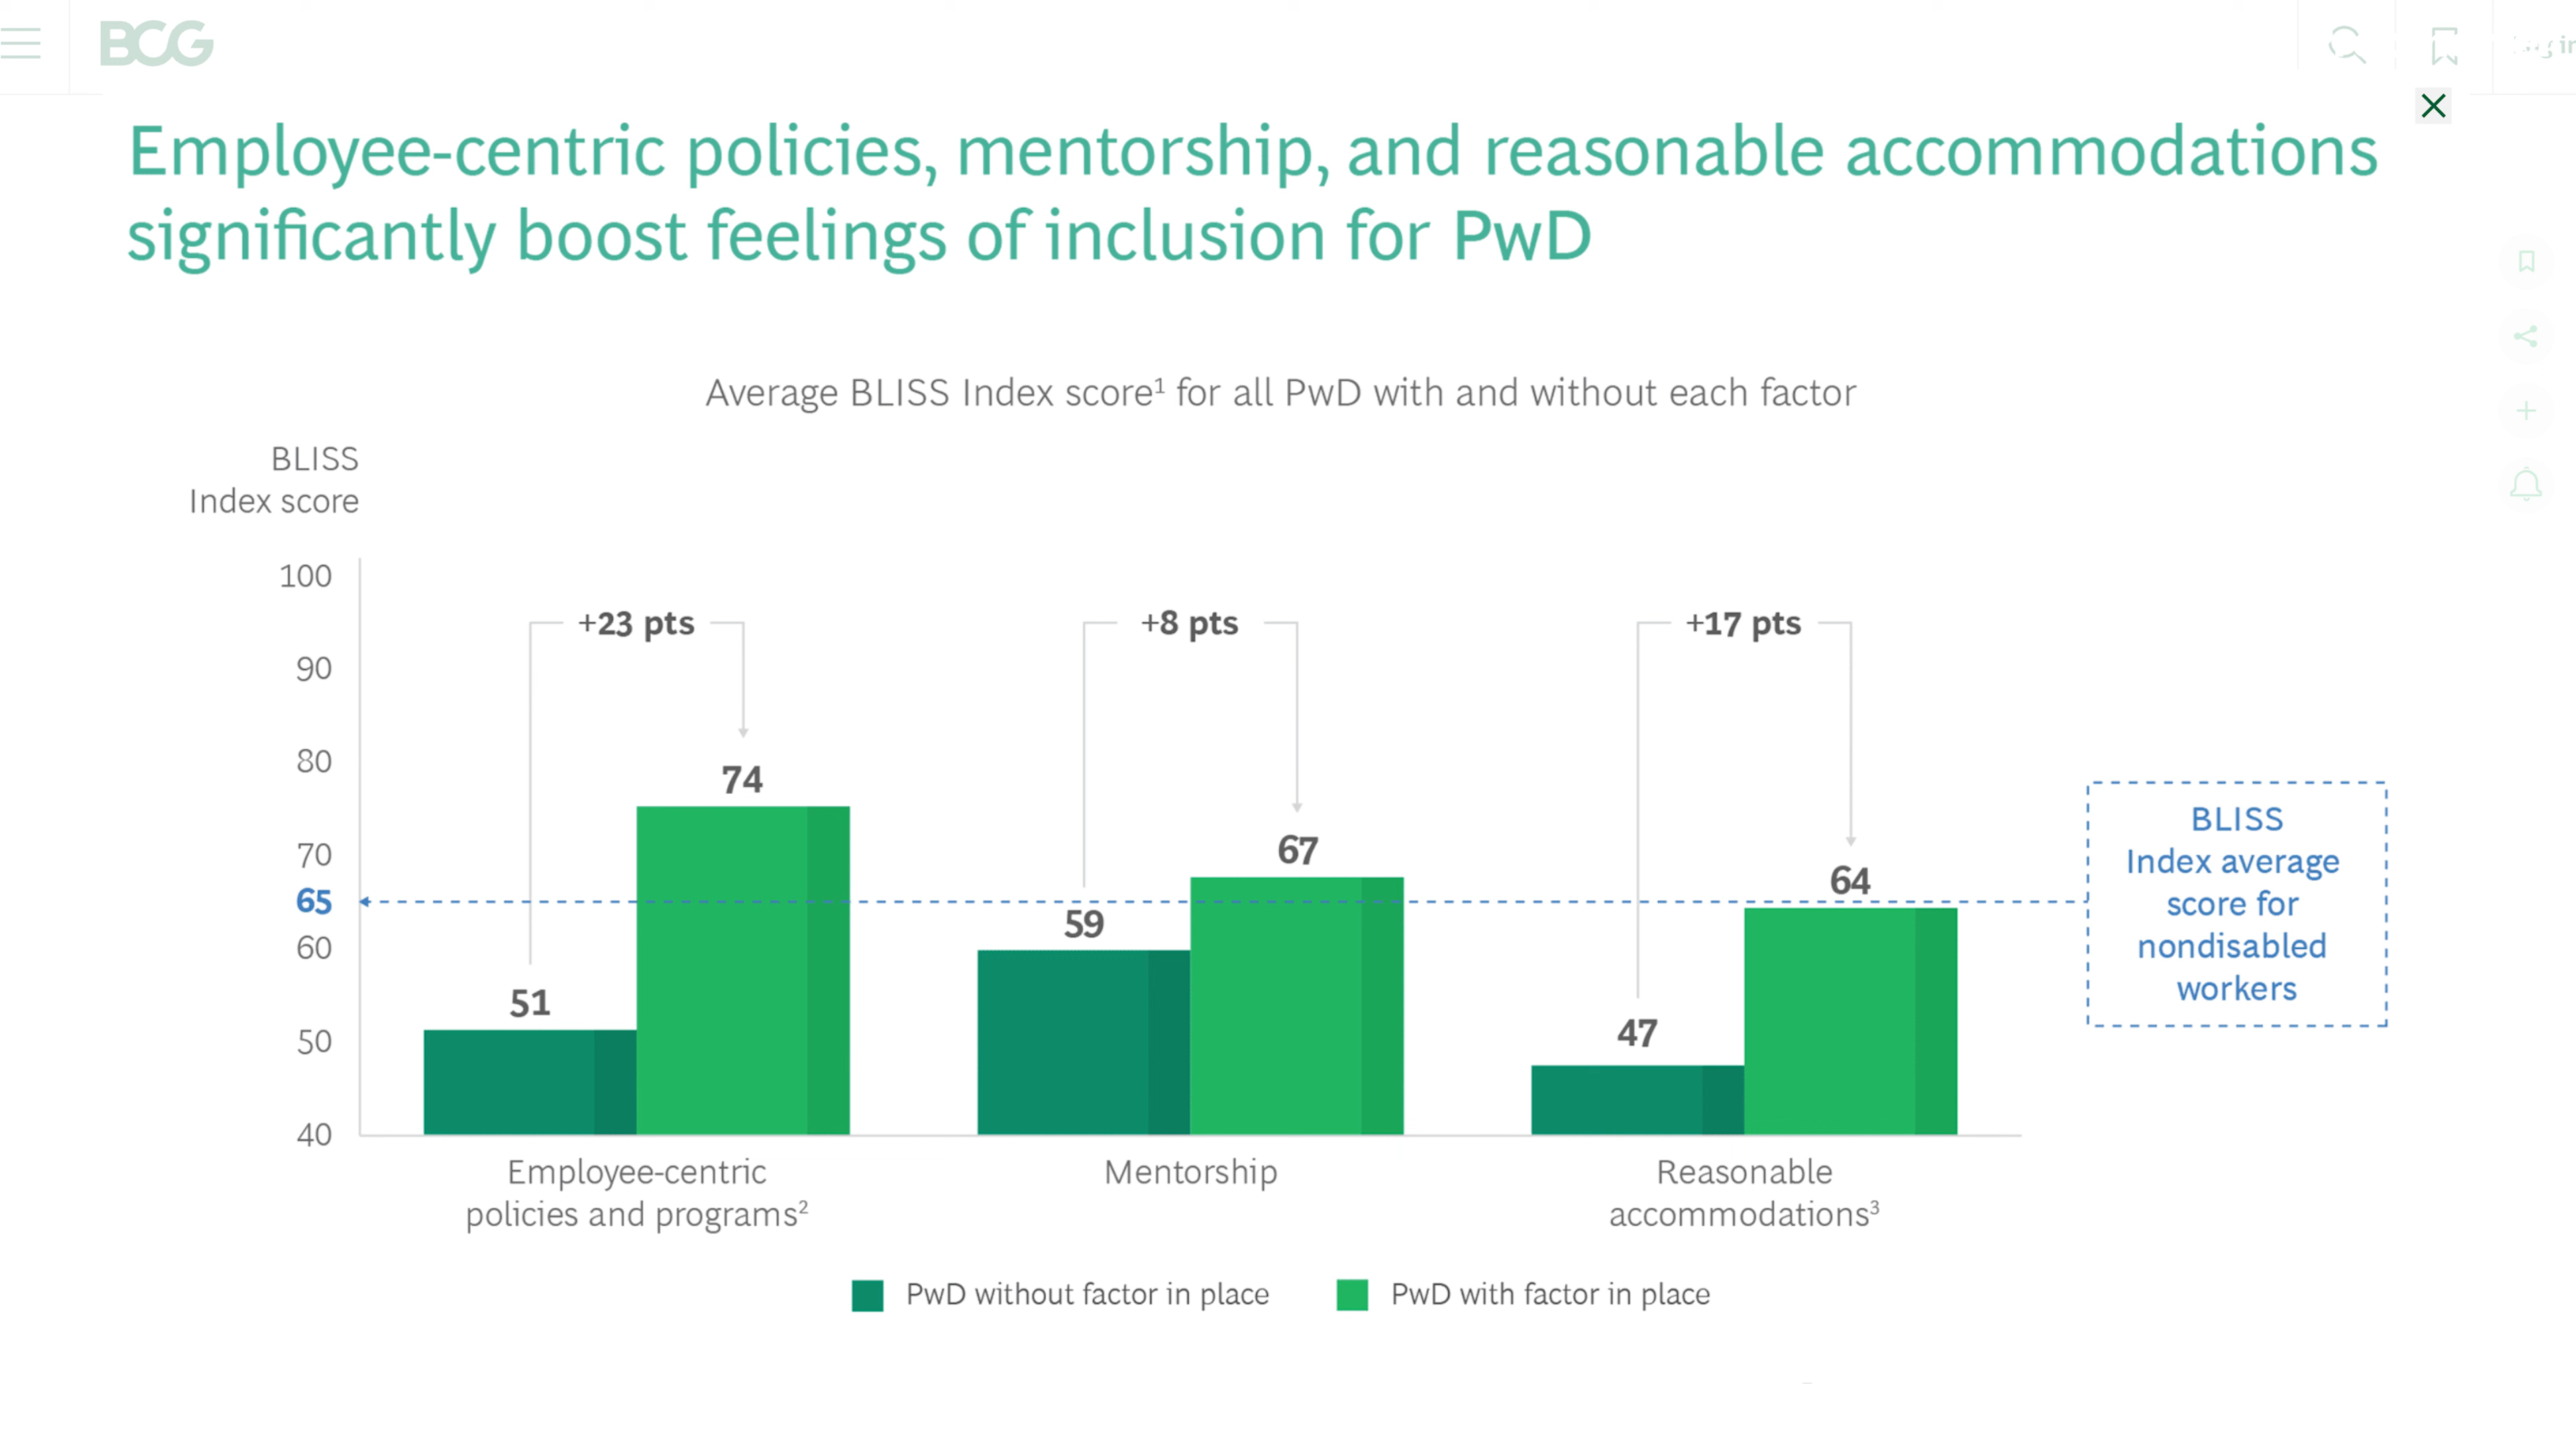 BCG
Employee-centric policies, mentorship, and reasonable accommodations
significantly boost feelings of inclusion for PwD
Average BLISS Index score¹ for all PwD with and without each factor
BLISS
Index score
100
90
80
70
65
60
50
40
+23 pts
+8 pts
+17 pts
51
74
59
67
47
64
BLISS
Index average
score for
nondisabled
workers
Employee-centric
policies and programs²
Mentorship
Reasonable
accommodations³
PwD without factor in place
PwD with factor in place